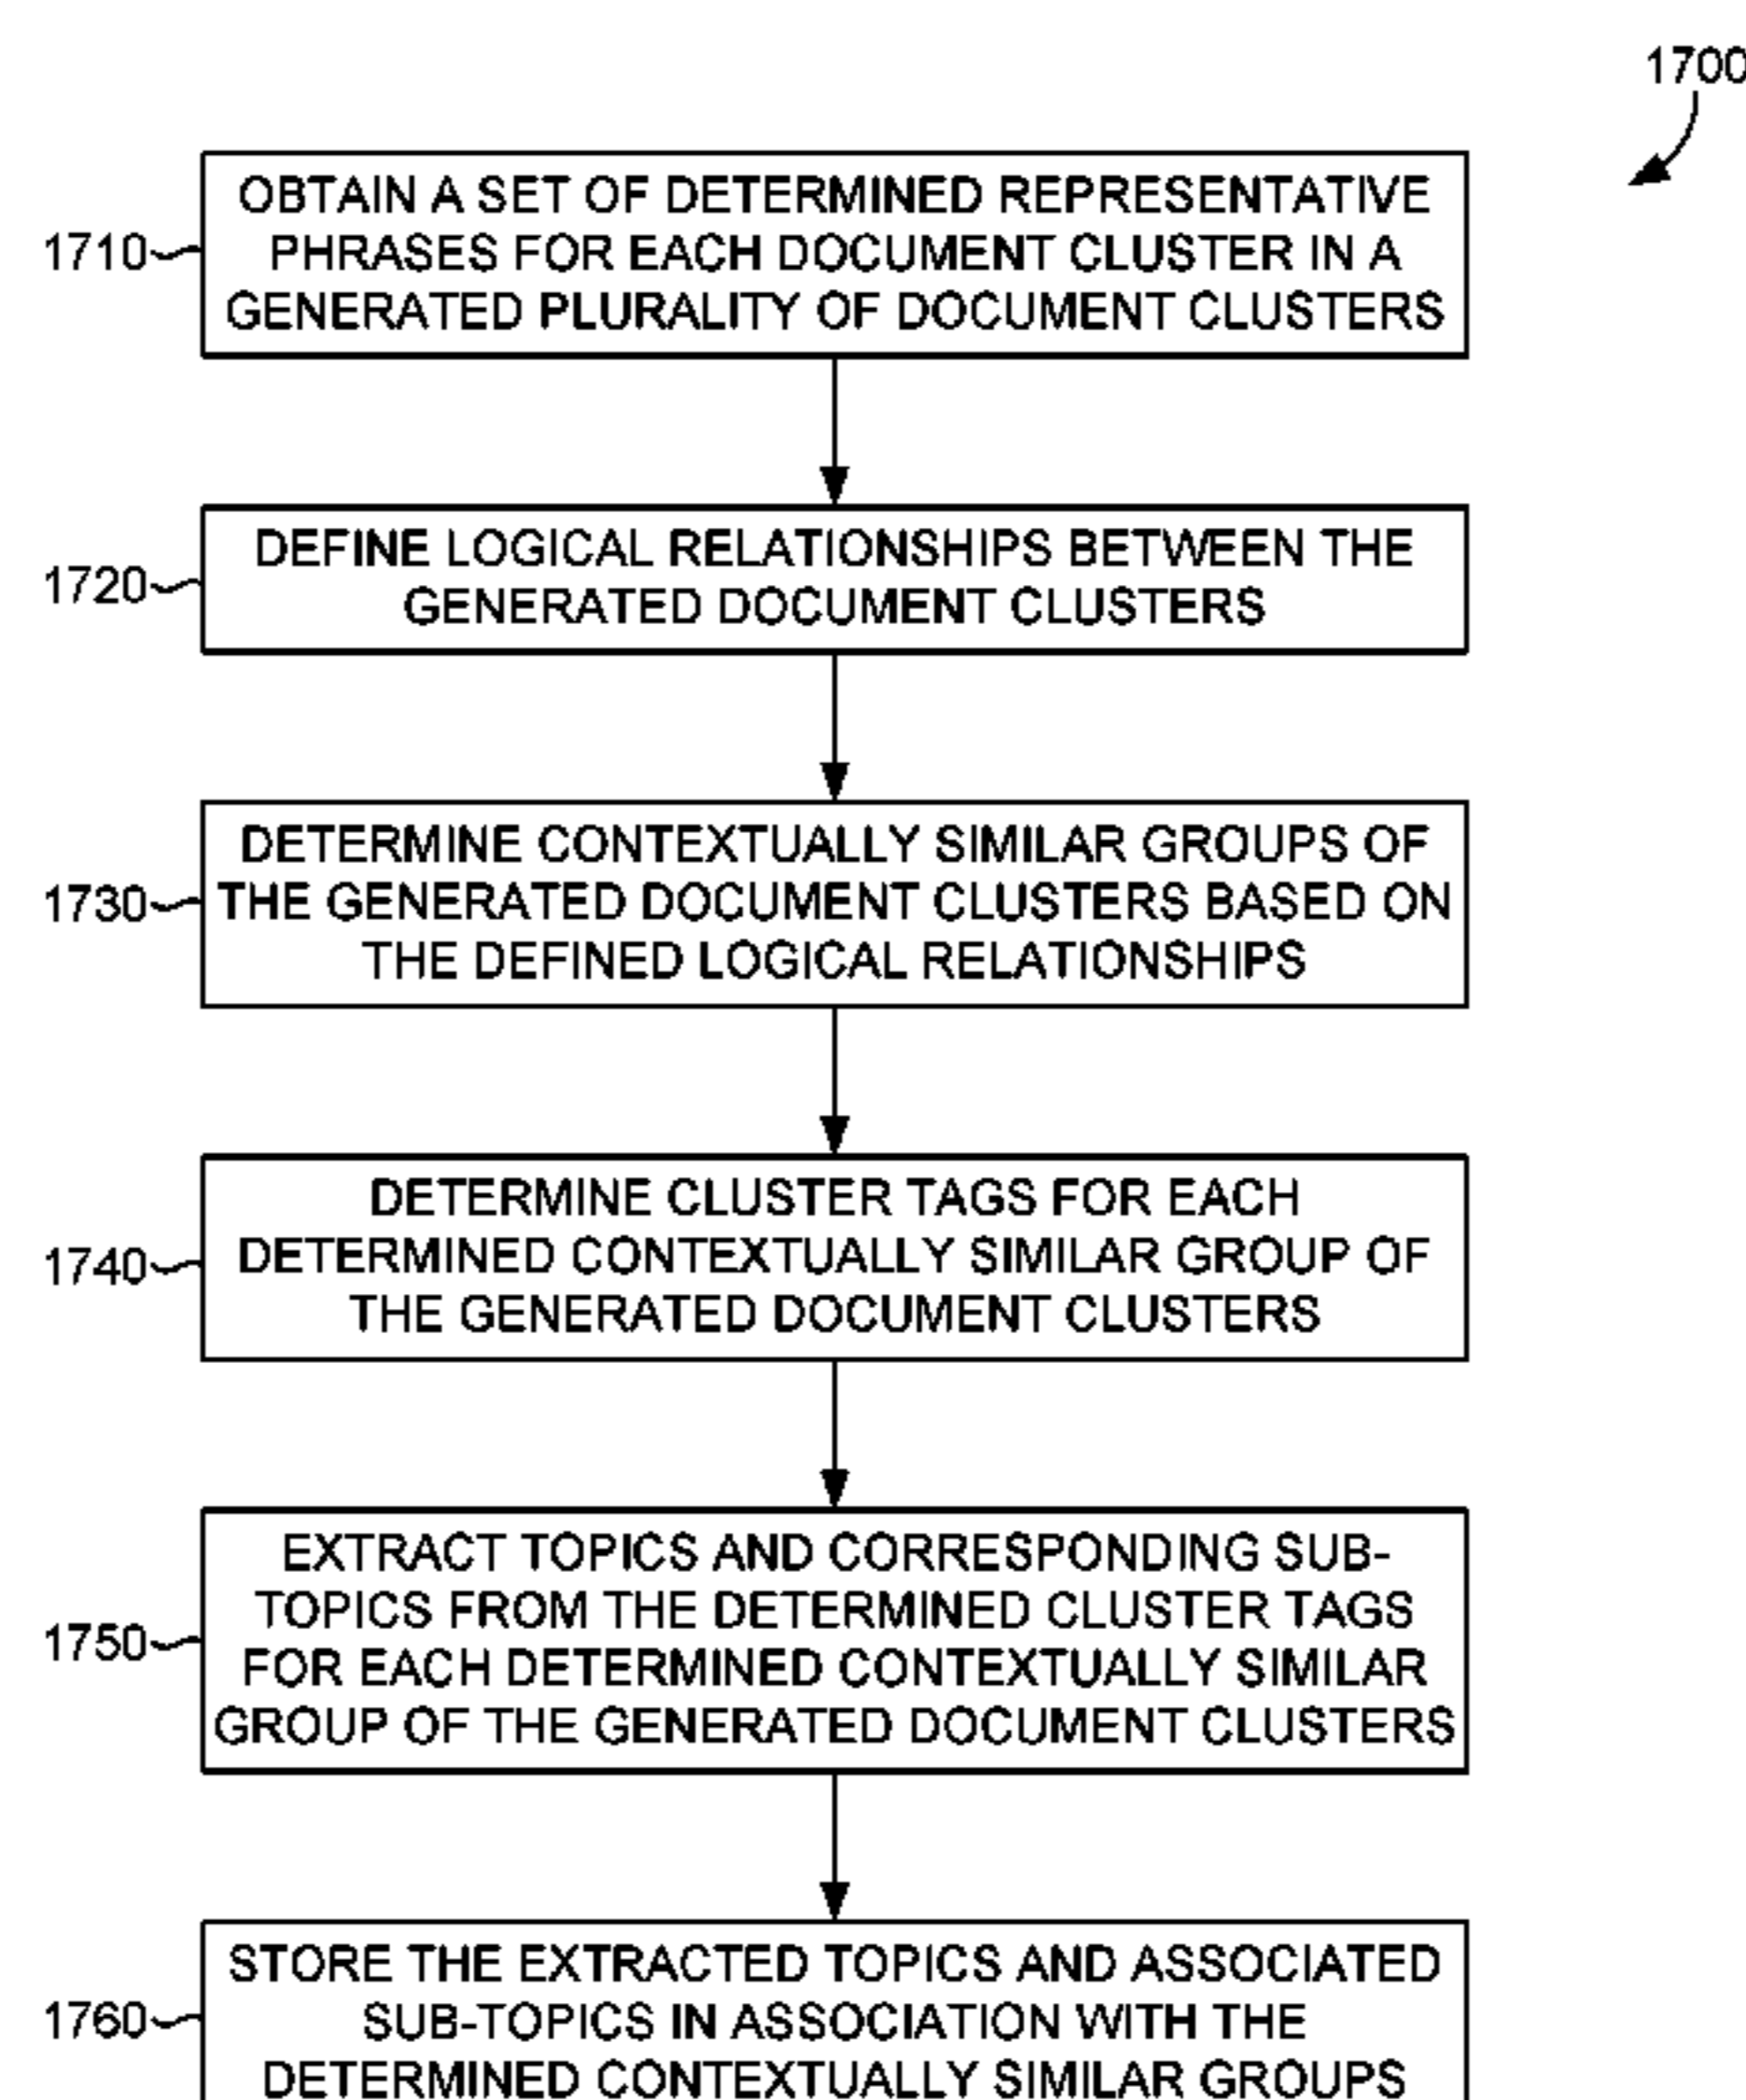 1700
OBTAIN A SET OF DETERMINED REPRESENTATIVE
PHRASES FOR EACH DOCUMENT CLUSTER IN A
GENERATED PLURALITY OF DOCUMENT CLUSTERS
1710
DEFINE LOGICAL RELATIONSHIPS BETWEEN THE
GENERATED DOCUMENT CLUSTERS
1720
DETERMINE CONTEXTUALLY SIMILAR GROUPS OF
THE GENERATED DOCUMENT CLUSTERS BASED ON
THE DEFINED LOGICAL RELATIONSHIPS
1730
DETERMINE CLUSTER TAGS FOR EACH
DETERMINED CONTEXTUALLY SIMILAR GROUP OF
THE GENERATED DOCUMENT CLUSTERS
1740
EXTRACT TOPICS AND CORRESPONDING SUB-
TOPICS FROM THE DETERMINED CLUSTER TAGS
FOR EACH DETERMINED CONTEXTUALLY SIMILAR
GROUP OF THE GENERATED DOCUMENT CLUSTERS
1750
STORE THE EXTRACTED TOPICS AND ASSOCIATED
SUB-TOPICS IN ASSOCIATION WITH THE
DETERMINED CONTEXTUALLY SIMILAR GROUPS
1760